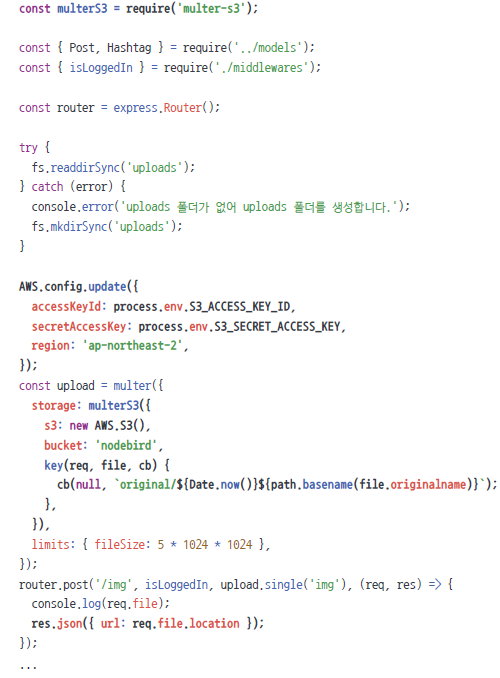 const multerS3 = require('multer-s3');
const { Post, Hashtag } = require('../models');
const { isLoggedIn } = require('./middlewares');
const router = express.Router();
try {
fs.readdirSync('uploads');
} catch (error) {
console.error('uploads 폴더가 없어 uploads 폴더를 생성합니다.');
fs.mkdirSync('uploads');
}
AWS.config.update({
accessKeyId: process.env.S3_ACCESS_KEY_ID,
secretAccessKey: process.env.S3_SECRET_ACCESS_KEY,
region: 'ap-northeast-2',
});
const upload = multer({
storage: multerS3({
s3: new AWS.S3(),
bucket: 'nodebird',
key(req, file, cb) {
cb(null, `original/${Date.now()}${path.basename(file.originalname)}`);
},
}),
limits: { fileSize: 5 * 1024 * 1024 },
});
router.post('/img', isLoggedIn, upload.single('img'), (req, res) => {
console.log(req.file);
res.json({ url: req.file.location });
});
...